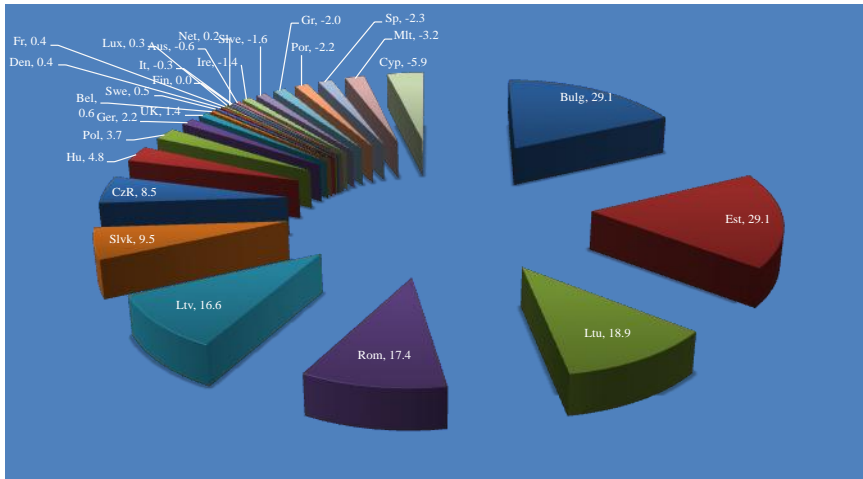 Bulg, 29.1
Est, 29.1
Ltu, 18.9
Rom, 17.4
Ltv, 16.6
Slvk, 9.5
CzR, 8.5
Hu, 4.8
Pol, 3.7
Ger, 2.2
UK, 1.4
Bel,
0.6
Swe, 0.5
Den, 0.4
Fr, 0.4
Lux, 0.3
Net, 0.2
Fin, 0.0
It, -0.3
Aus, -0.6
Ire, -1.4
Slve, -1.6
Gr, -2.0
Por, -2.2
Sp, -2.3
Mlt, -3.2
Cyp, -5.9